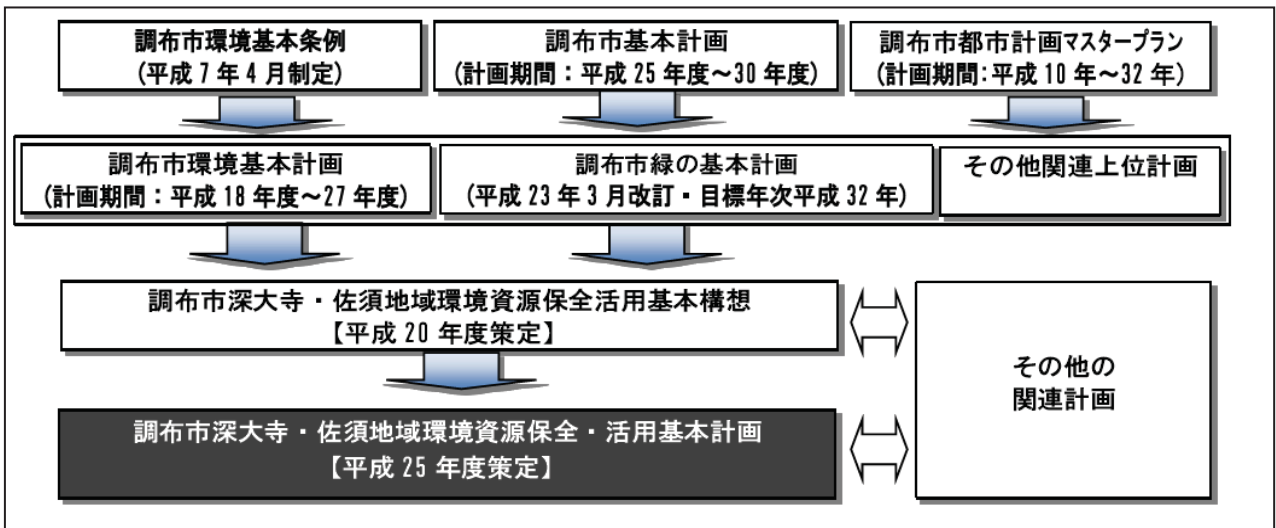 調布市環境基本条例
(平成7年4月制定)
調布市基本計画
(計画期間：平成25年度～30年度)
調布市都市計画マスタープラン
(計画期間:平成10年～32年)
調布市環境基本計画
(計画期間：平成18年度～27年度)
調布市緑の基本計画
(平成23年3月改訂・目標年次平成32年)
その他関連上位計画
調布市深大寺・佐須地域環境資源保全活用基本構想
【平成20年度策定】
その他の
関連計画
調布市深大寺・佐須地域環境資源保全・活用基本計画
【平成25年度策定】